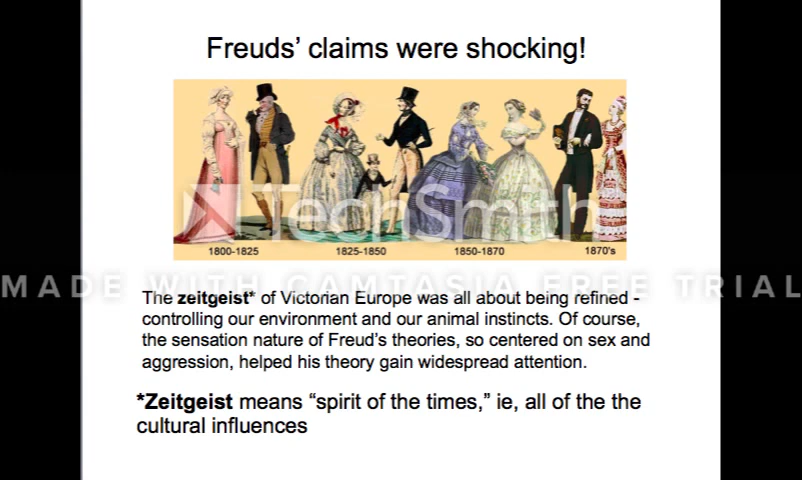 Freuds’ claims were shocking!
TechSmith
1800-1825 1825-1850 1850-1870 1870's
MADE WITH CAMTASIA FREE TRIAL
The zeitgeist* of Victorian Europe was all about being refined -
controlling our environment and our animal instincts. Of course,
the sensation nature of Freud’s theories, so centered on sex and
aggression, helped his theory gain widespread attention.
*Zeitgeist means “spirit of the times,” ie, all of the the
cultural influences